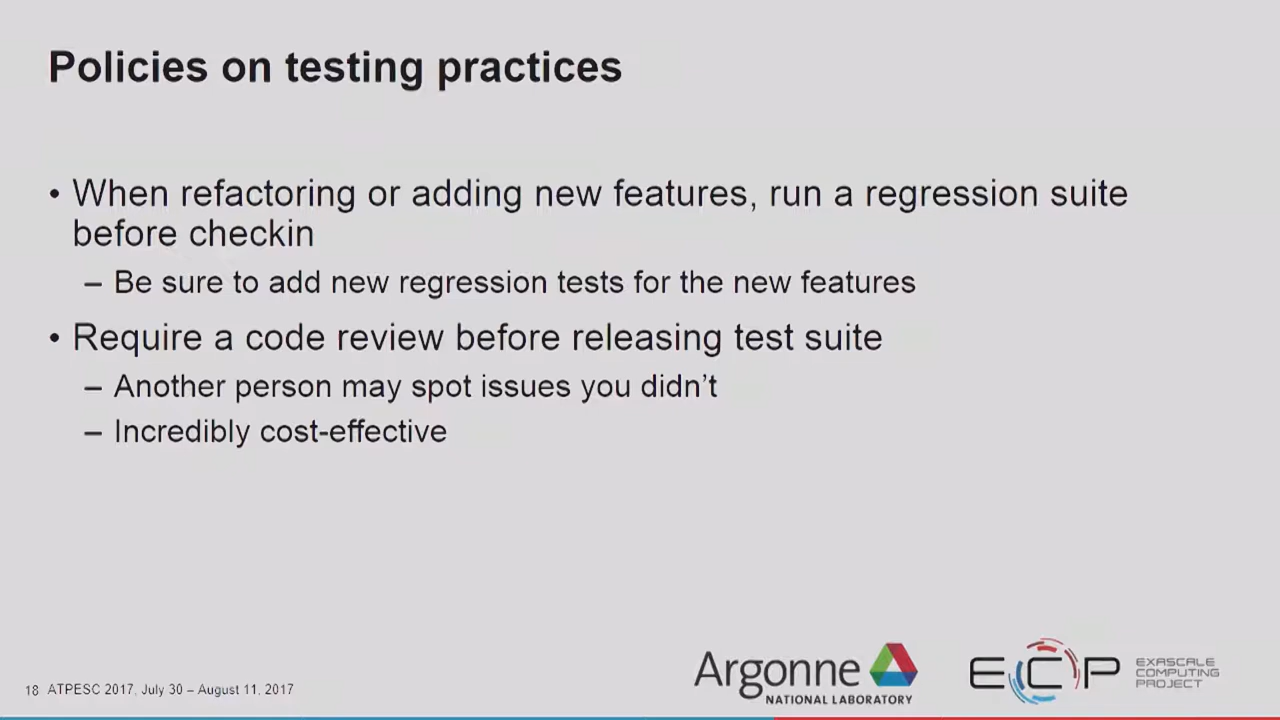 Policies on testing practices
• When refactoring or adding new features, run a regression suite
before checkin
– Be sure to add new regression tests for the new features
• Require a code review before releasing test suite
– Another person may spot issues you didn’t
– Incredibly cost-effective
18 ATPESC 2017, July 30 – August 11, 2017
Argonne
NATIONAL LABORATORY
ECP
EXASCALE
COMPUTING
PROJECT